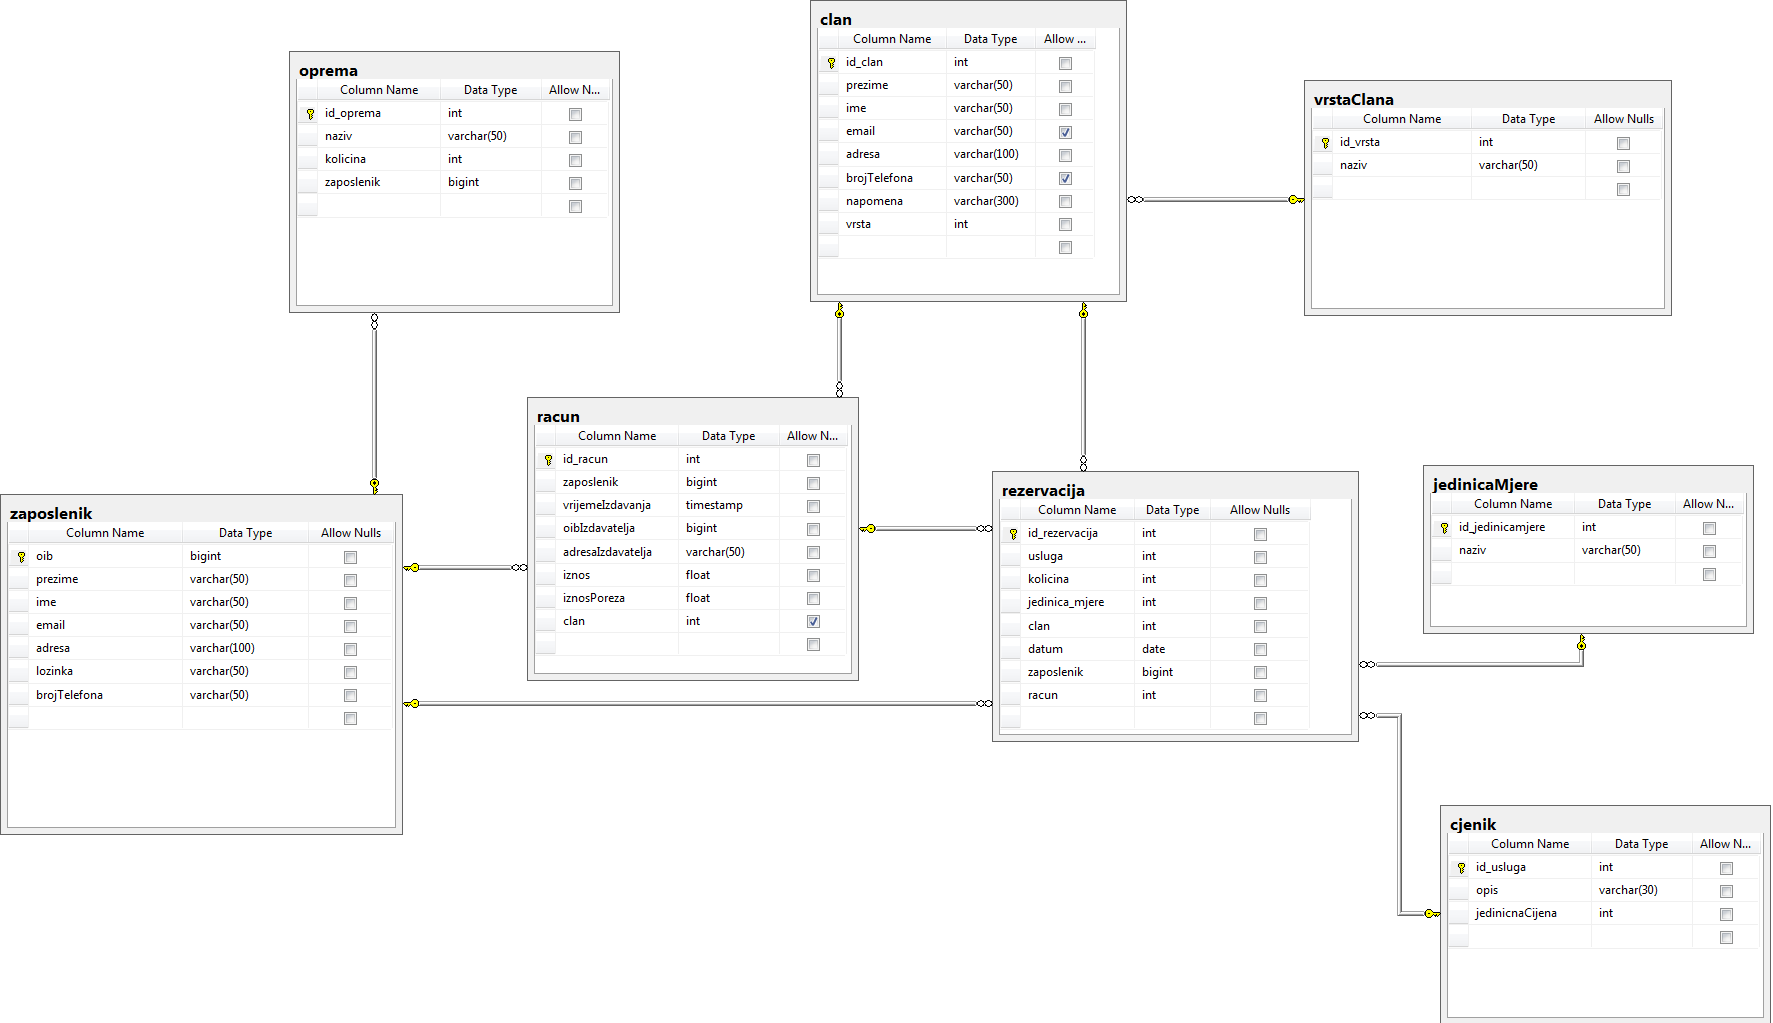 clan
Column Name Data Type Allow ...
id_clan int
prezime varchar(50)
ime varchar(50)
email varchar(50)
adresa varchar(100)
brojTelefona varchar(50)
napomena varchar(300)
vrsta int
oprema
Column Name Data Type Allow N...
id_oprema int
naziv varchar(50)
kolicina int
zaposlenik bigint
vrstaClana
Column Name Data Type Allow Nulls
id_vrsta int
naziv varchar(50)
racun
Column Name Data Type Allow N...
id_racun int
zaposlenik bigint
vrijemeIzdavanja timestamp
oibIzdavatelja bigint
adresaIzdavatelja varchar(50)
iznos float
iznosPoreza float
clan int
rezervacija
Column Name Data Type Allow Nulls
id_rezervacija int
usluga int
kolicina int
jedinica_mjere int
clan int
datum date
zaposlenik bigint
racun int
jedinicaMjere
Column Name Data Type Allow N...
id_jedinicamjere int
naziv varchar(50)
zaposlenik
Column Name Data Type Allow Nulls
oib bigint
prezime varchar(50)
ime varchar(50)
email varchar(50)
adresa varchar(100)
lozinka varchar(50)
brojTelefona varchar(50)
cjenik
Column Name Data Type Allow N...
id_usluga int
opis varchar(30)
jedinicnaCijena int